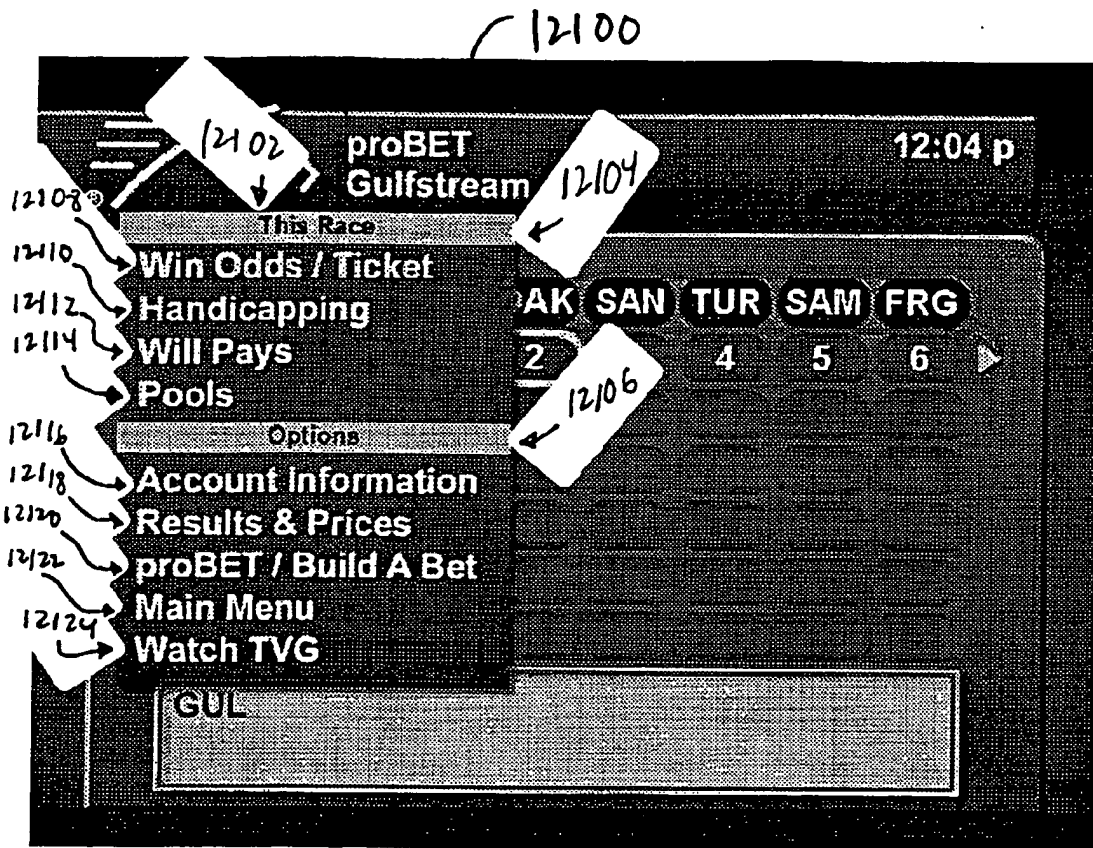 12100
12102
proBET
12:04 p
Gulfstream
12104
12108
This Race
12110 Win Odds / Ticket
12112 Handicapping AK SAN TUR SAM FRG
12114 Will Pays 2 4 5 6
Pools
12106
12116 Options
12118 Account Information
12120 Results & Prices
12122 proBET / Build A Bet
12124 Main Menu
Watch TVG
GUL